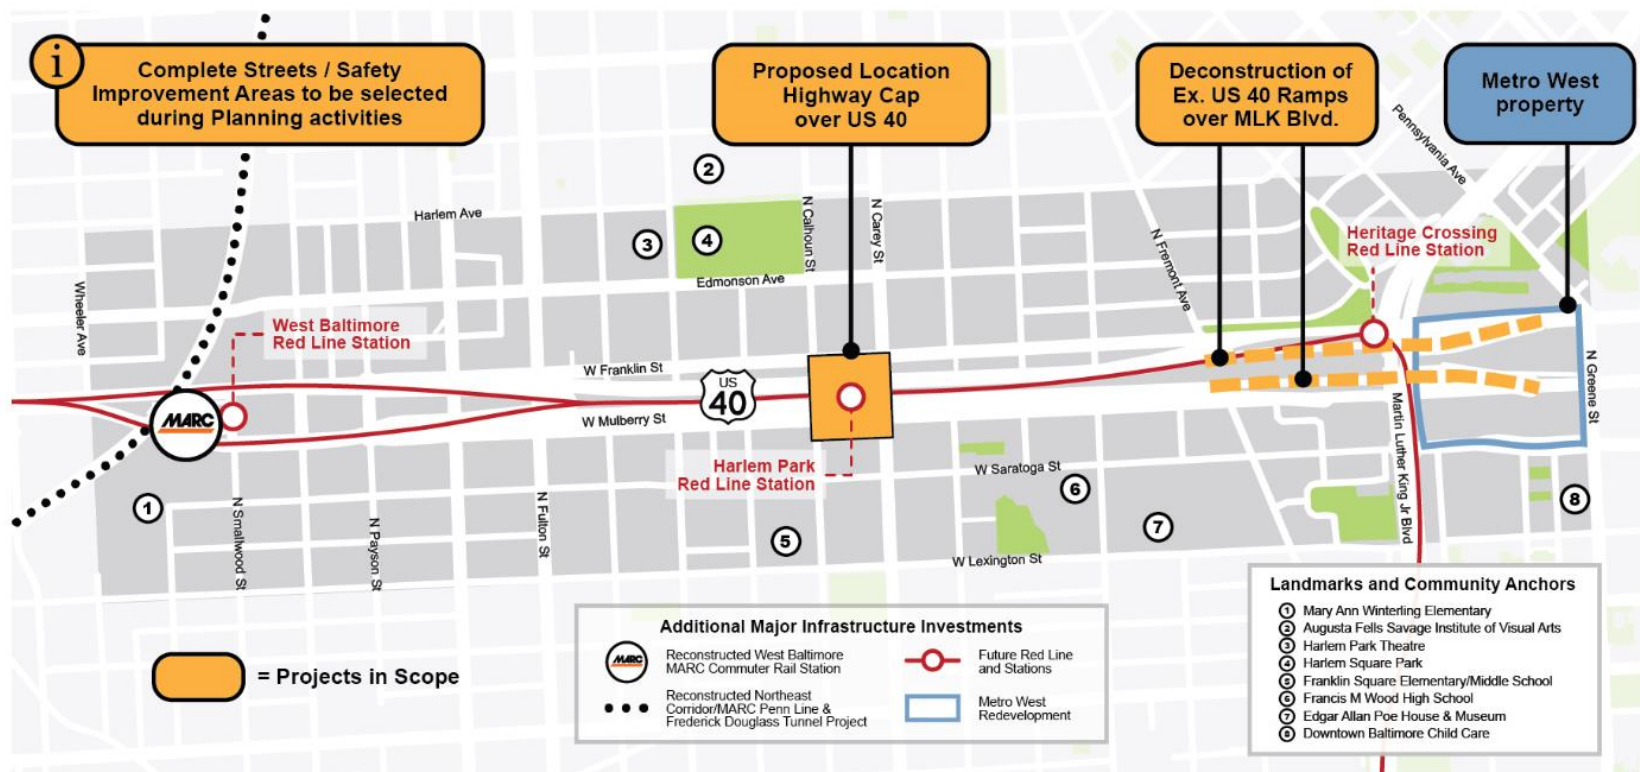 i
Complete Streets / Safety
Improvement Areas to be selected
during Planning activities
Proposed Location
Highway Cap
over US 40
Deconstruction of
Ex. US 40 Ramps
over MLK Blvd.
Metro West
property
Pennsylvania Ave
2
Harlem Ave
N Calhoun St
N Carey St
N Fremont Ave
3
4
Heritage Crossing
Red Line Station
Edmonson Ave
Wheeler Ave
West Baltimore
Red Line Station
W Franklin St
US
40
N Greene St
MARC
W Mulberry St
Martin Luther King Jr Blvd
Harlem Park
Red Line Station
W Saratoga St
6
8
1
N Smallwood St
N Payson St
N Fulton St
5
7
W Lexington St
= Projects in Scope
Additional Major Infrastructure Investments
MARC
Reconstructed West Baltimore
MARC Commuter Rail Station
Future Red Line
and Stations
Reconstructed Northeast
Corridor/MARC Penn Line &
Frederick Douglass Tunnel Project
Metro West
Redevelopment
Landmarks and Community Anchors
1 Mary Ann Winterling Elementary
2 Augusta Fells Savage Institute of Visual Arts
3 Harlem Park Theatre
4 Harlem Square Park
5 Franklin Square Elementary/Middle School
6 Francis M Wood High School
7 Edgar Allan Poe House & Museum
8 Downtown Baltimore Child Care